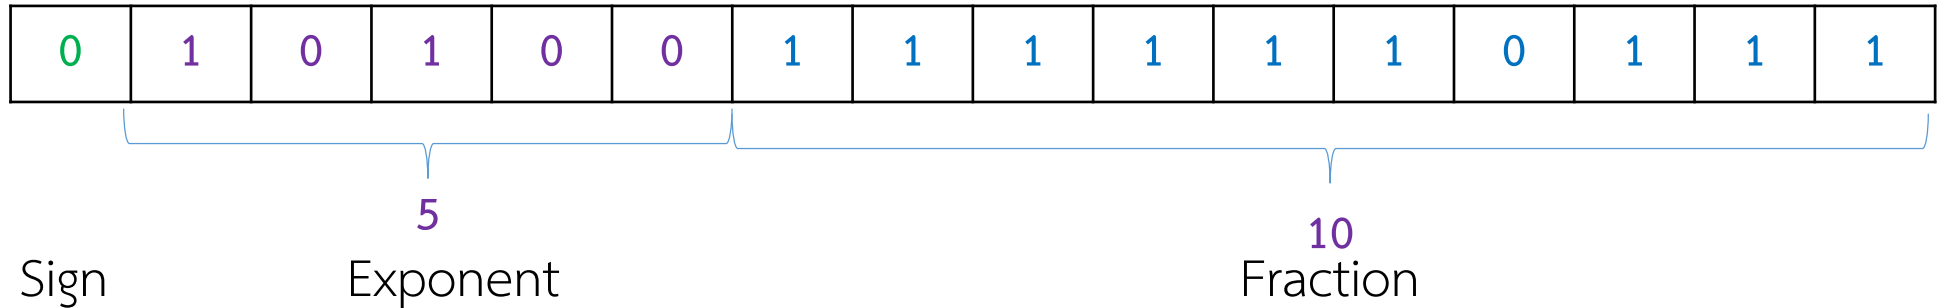 0 1 0 1 0 0 1 1 1 1 1 1 0 1 1 1
5
10
Sign Exponent Fraction